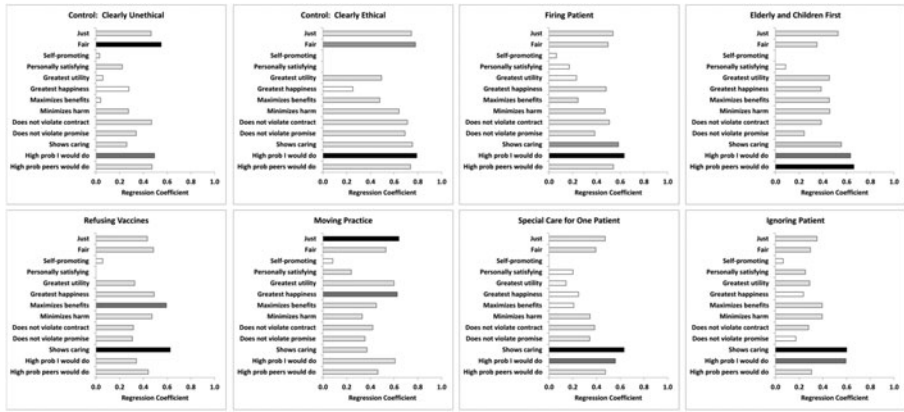 Control: Clearly Unethical
Just
Fair
Self-promoting
Personally satisfying
Greatest utility
Greatest happiness
Maximizes benefits
Minimizes harm
Does not violate contract
Does not violate promise
Shows caring
High prob I would do
High prob peers would do
0.0 0.2 0.4 0.6 0.8 1.0
Regression Coefficient
Control: Clearly Ethical
Just
Fair
Self-promoting
Personally satisfying
Greatest utility
Greatest happiness
Maximizes benefits
Minimizes harm
Does not violate contract
Does not violate promise
Shows caring
High prob I would do
High prob peers would do
0.0 0.2 0.4 0.6 0.8 1.0
Regression Coefficient
Firing Patient
Just
Fair
Self-promoting
Personally satisfying
Greatest utility
Greatest happiness
Maximizes benefits
Minimizes harm
Does not violate contract
Does not violate promise
Shows caring
High prob I would do
High prob peers would do
0.0 0.2 0.4 0.6 0.8 1.0
Regression Coefficient
Elderly and Children First
Just
Fair
Self-promoting
Personally satisfying
Greatest utility
Greatest happiness
Maximizes benefits
Minimizes harm
Does not violate contract
Does not violate promise
Shows caring
High prob I would do
High prob peers would do
0.0 0.2 0.4 0.6 0.8 1.0
Regression Coefficient
Refusing Vaccines
Just
Fair
Self-promoting
Personally satisfying
Greatest utility
Greatest happiness
Maximizes benefits
Minimizes harm
Does not violate contract
Does not violate promise
Shows caring
High prob I would do
High prob peers would do
0.0 0.2 0.4 0.6 0.8 1.0
Regression Coefficient
Moving Practice
Just
Fair
Self-promoting
Personally satisfying
Greatest utility
Greatest happiness
Maximizes benefits
Minimizes harm
Does not violate contract
Does not violate promise
Shows caring
High prob I would do
High prob peers would do
0.0 0.2 0.4 0.6 0.8 1.0
Regression Coefficient
Special Care for One Patient
Just
Fair
Self-promoting
Personally satisfying
Greatest utility
Greatest happiness
Maximizes benefits
Minimizes harm
Does not violate contract
Does not violate promise
Shows caring
High prob I would do
High prob peers would do
0.0 0.2 0.4 0.6 0.8 1.0
Regression Coefficient
Ignoring Patient
Just
Fair
Self-promoting
Personally satisfying
Greatest utility
Greatest happiness
Maximizes benefits
Minimizes harm
Does not violate contract
Does not violate promise
Shows caring
High prob I would do
High prob peers would do
0.0 0.2 0.4 0.6 0.8 1.0
Regression Coefficient